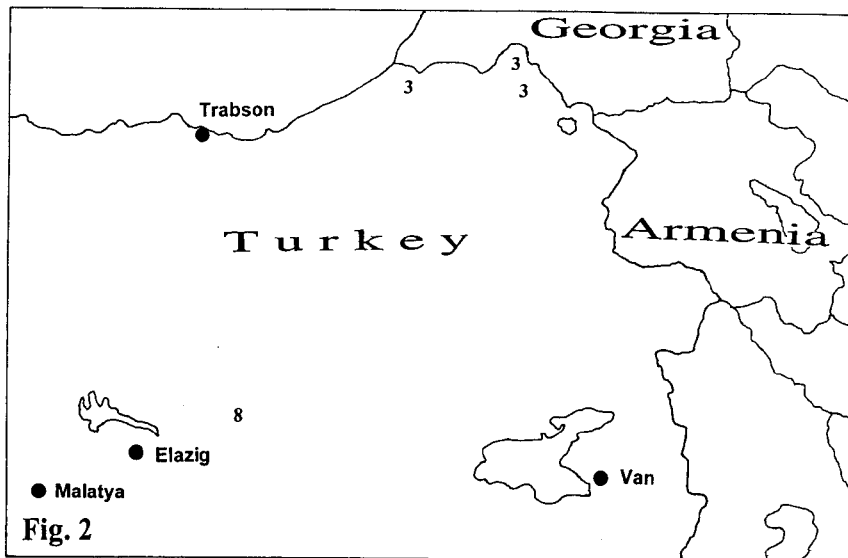 Georgia
3
3
3
Trabson
Turkey
Armenia
8
Elazig
Van
Malatya
Fig. 2